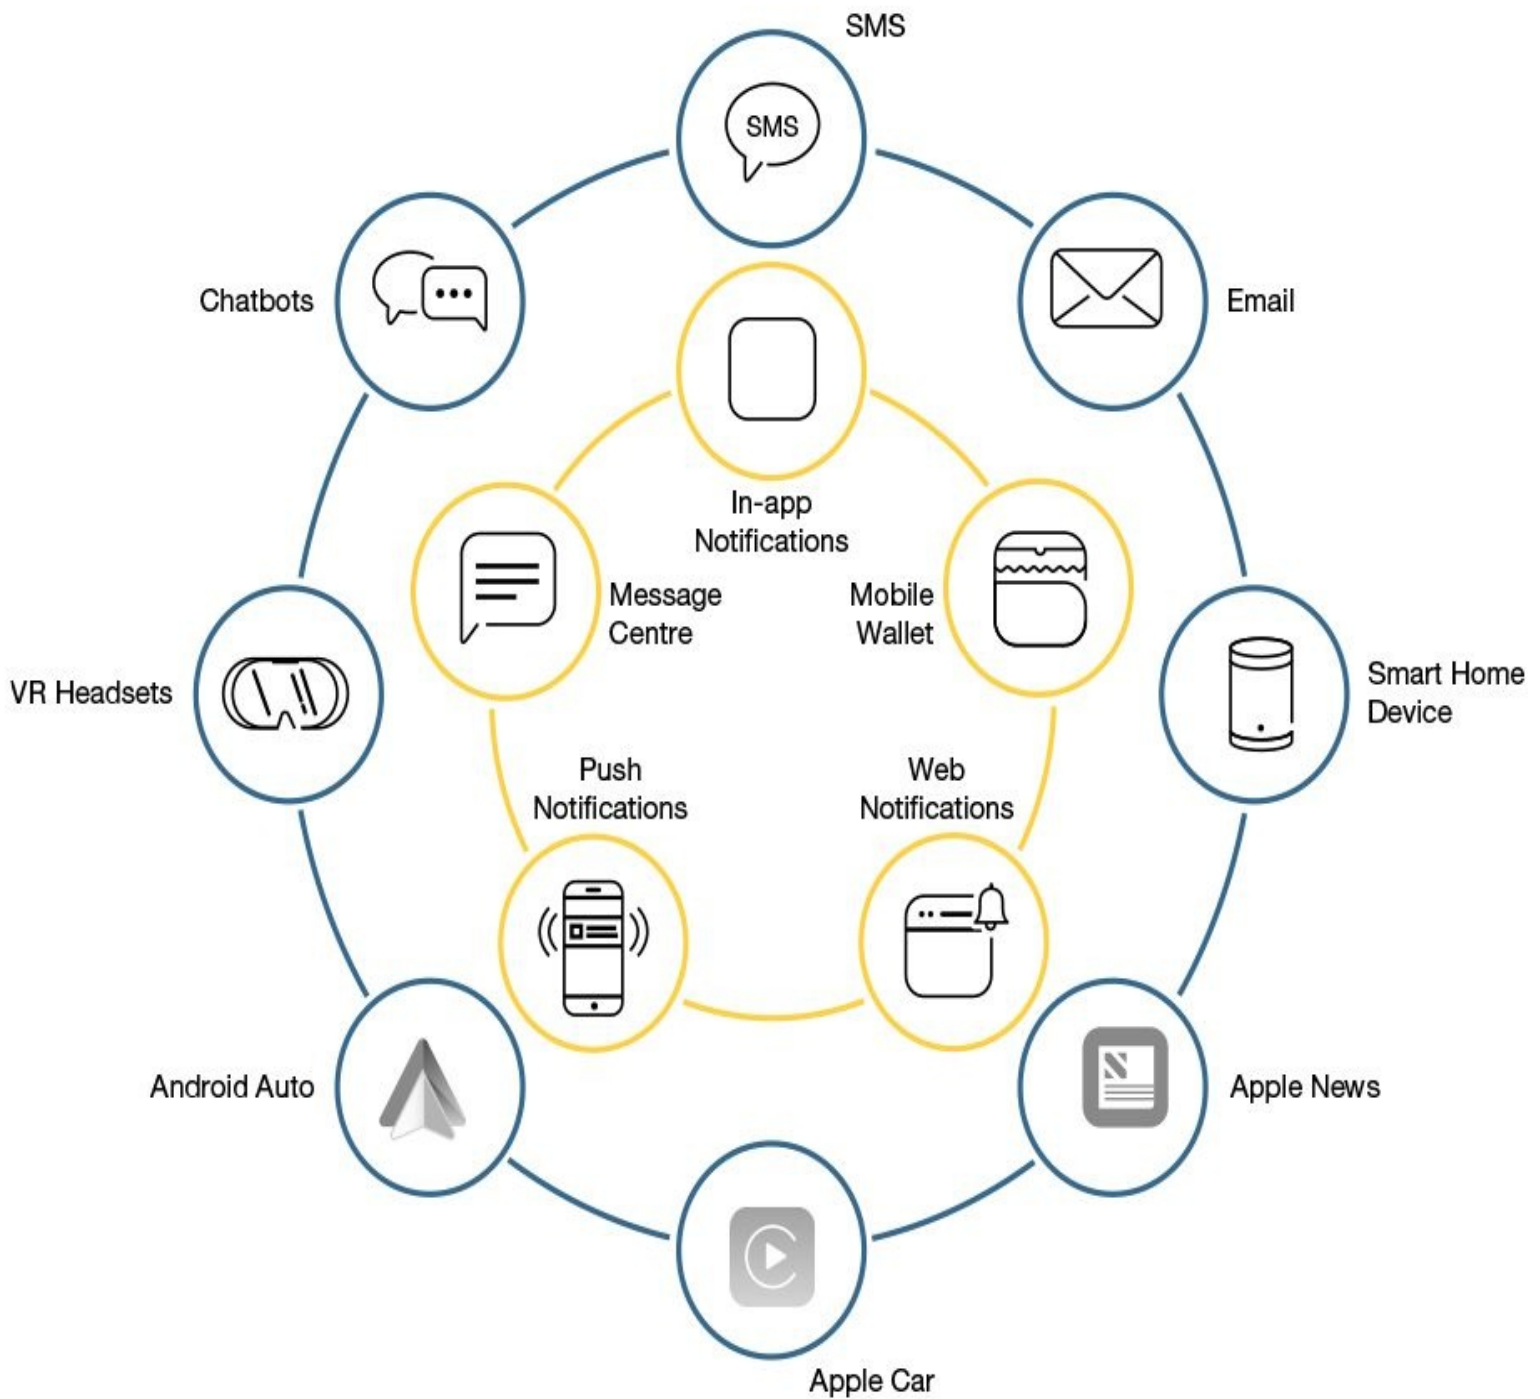 SMS
SMS
Chatbots
Email
In-app
Notifications
Message
Centre
Mobile
Wallet
VR Headsets
Smart Home
Device
Push
Notifications
Web
Notifications
Android Auto
Apple News
Apple Car